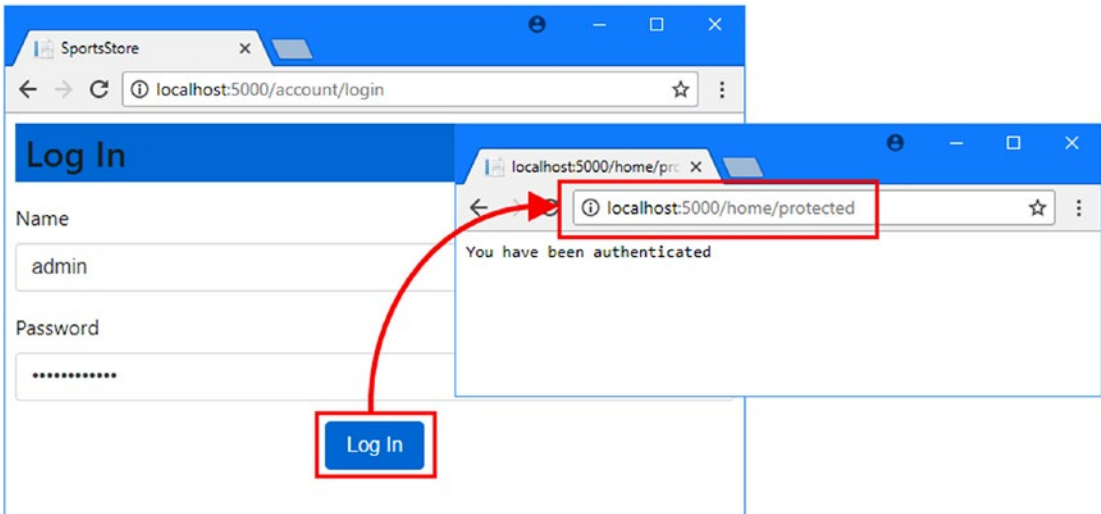 SportsStore
localhost:5000/account/login
Log In
Name
admin
Password
••••••••••••
Log In
localhost:5000/home/pro
localhost:5000/home/protected
You have been authenticated